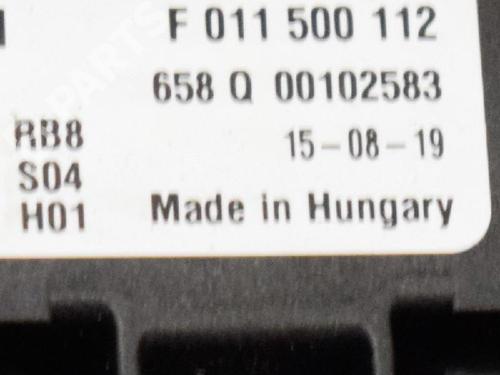 F 011 500 112
658 Q 00102583
RB8 15-08-19
S04
H01 Made in Hungary